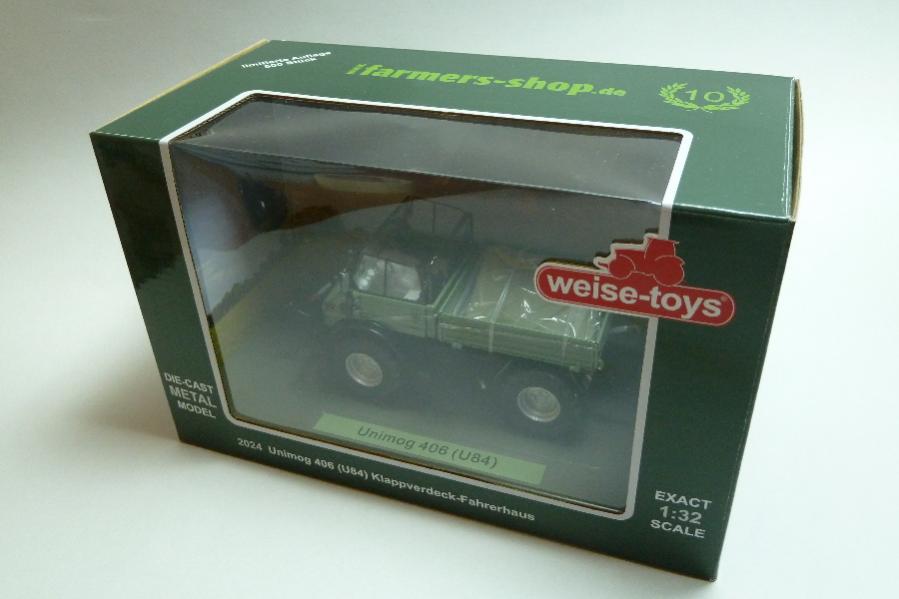 limitierte Auflage
500 Stück
THE farmers-shop.de
10
weise-toys®
DIE-CAST
METAL
MODEL
Unimog 406 (U84)
2024 Unimog 406 (U84) Klappverdeck-Fahrerhaus
EXACT
1:32
SCALE